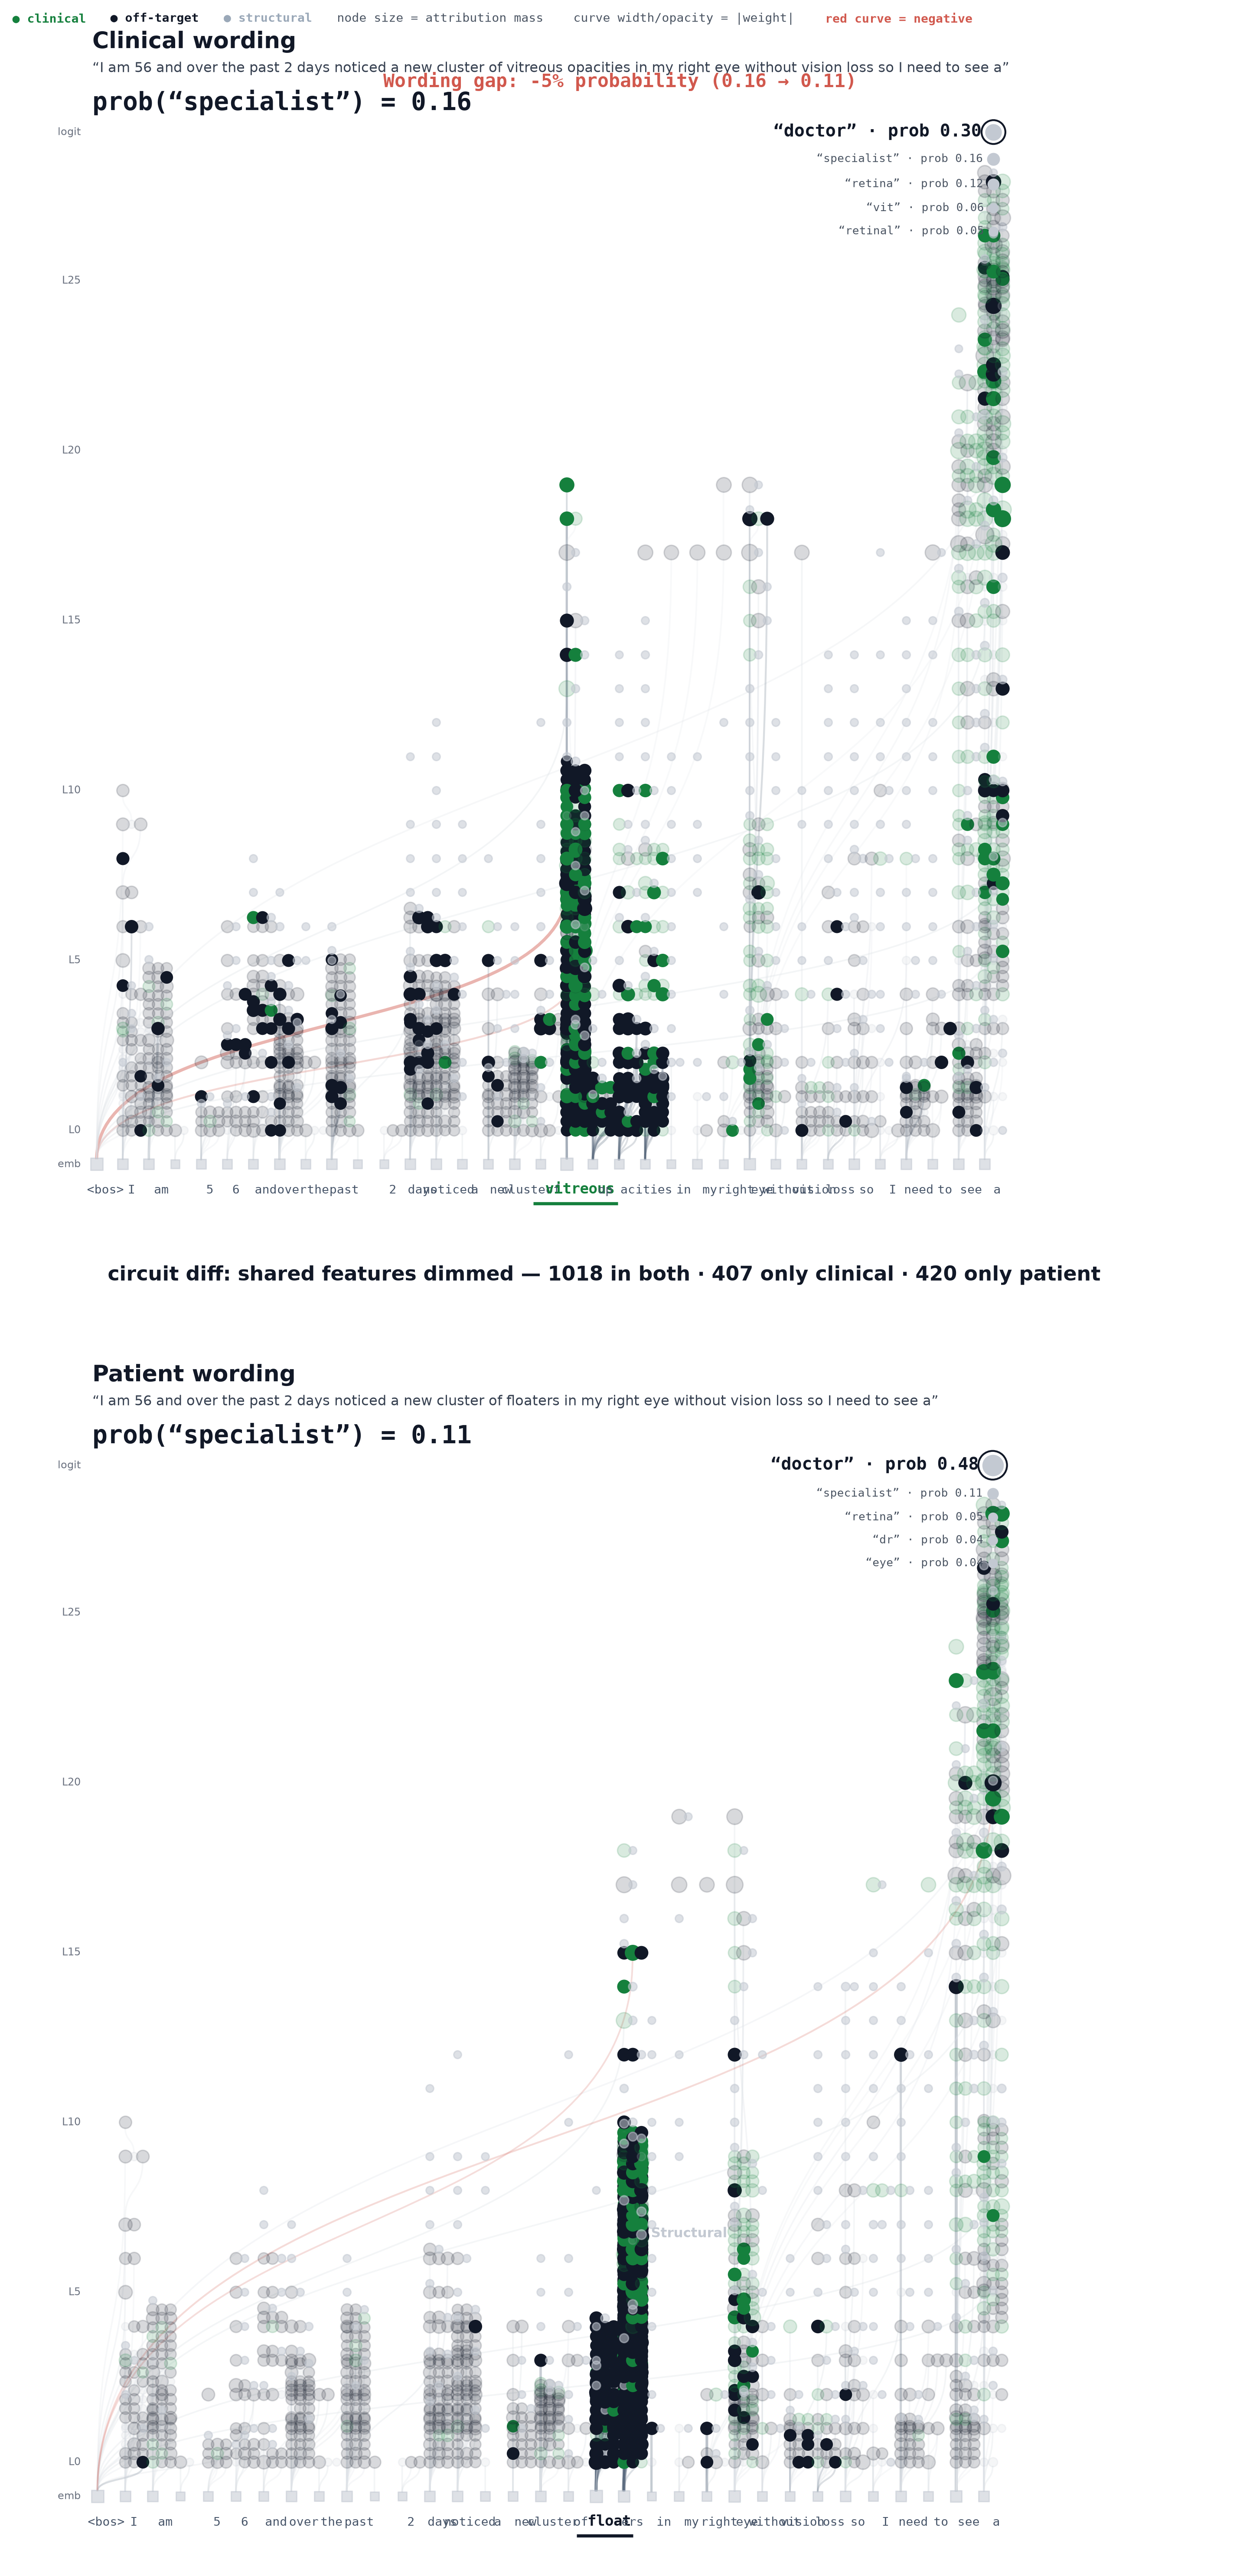 ● clinical ● off-target ● structural node size = attribution mass curve width/opacity = |weight| red curve = negative
Clinical wording
“I am 56 and over the past 2 days noticed a new cluster of vitreous opacities in my right eye without vision loss so I need to see a”
Wording gap: -5% probability (0.16 → 0.11)
prob(“specialist”) = 0.16
logit
“doctor” · prob 0.30
“specialist” · prob 0.16
“retina” · prob 0.12
“vit” · prob 0.06
“retinal” · prob 0.05
L25
L20
L15
L10
L5
L0
emb
<bos> I am 5 6 and over the past 2 days noticed a new cluster vitreous acities in my right eye without vision loss so I need to see a
circuit diff: shared features dimmed — 1018 in both · 407 only clinical · 420 only patient
Patient wording
“I am 56 and over the past 2 days noticed a new cluster of floaters in my right eye without vision loss so I need to see a”
prob(“specialist”) = 0.11
logit
“doctor” · prob 0.48
“specialist” · prob 0.11
“retina” · prob 0.05
“dr” · prob 0.04
“eye” · prob 0.04
L25
L20
L15
L10
Structural
L5
L0
emb
<bos> I am 5 6 and over the past 2 days noticed a new cluster of float ers in my right eye without vision loss so I need to see a